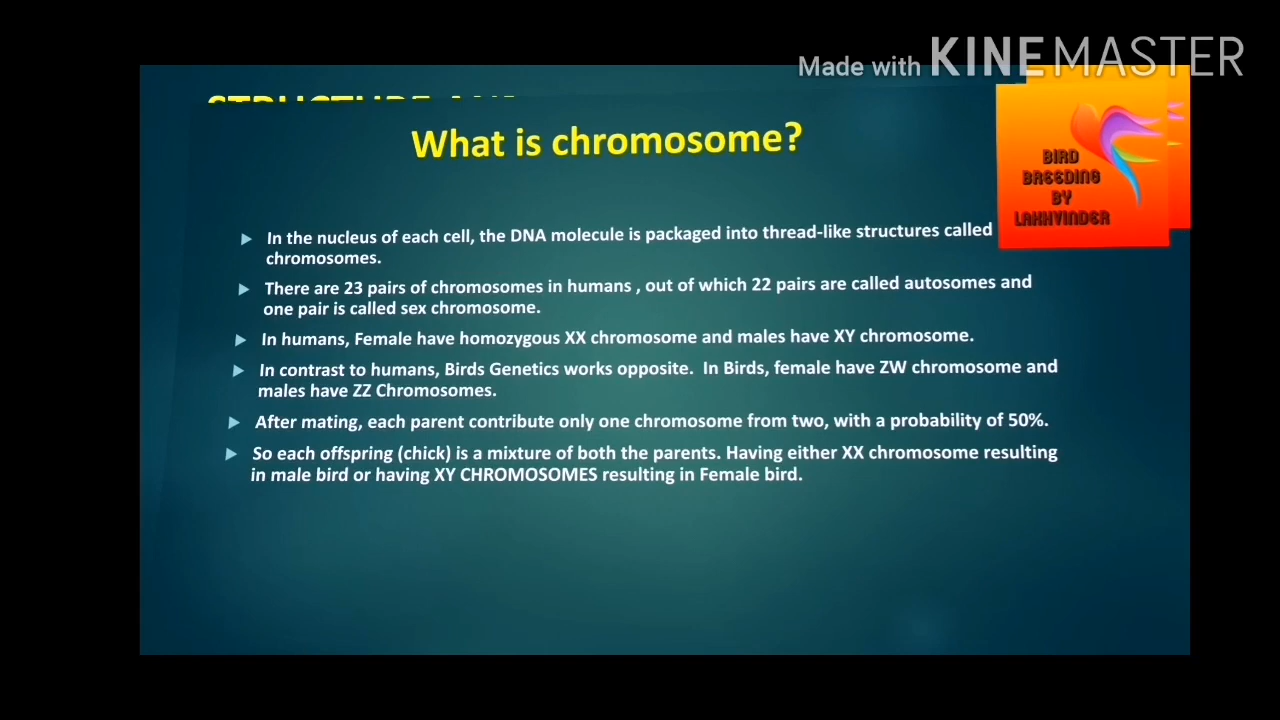 Made with KINEMASTER
What is chromosome?
BIRD
BREEDING
BY
LAKHVINDER
In the nucleus of each cell, the DNA molecule is packaged into thread-like structures called
chromosomes.
There are 23 pairs of chromosomes in humans , out of which 22 pairs are called autosomes and
one pair is called sex chromosome.
In humans, Female have homozygous XX chromosome and males have XY chromosome.
In contrast to humans, Birds Genetics works opposite. In Birds, female have ZW chromosome and
males have ZZ Chromosomes.
After mating, each parent contribute only one chromosome from two, with a probability of 50%.
So each offspring (chick) is a mixture of both the parents. Having either XX chromosome resulting
in male bird or having XY CHROMOSOMES resulting in Female bird.